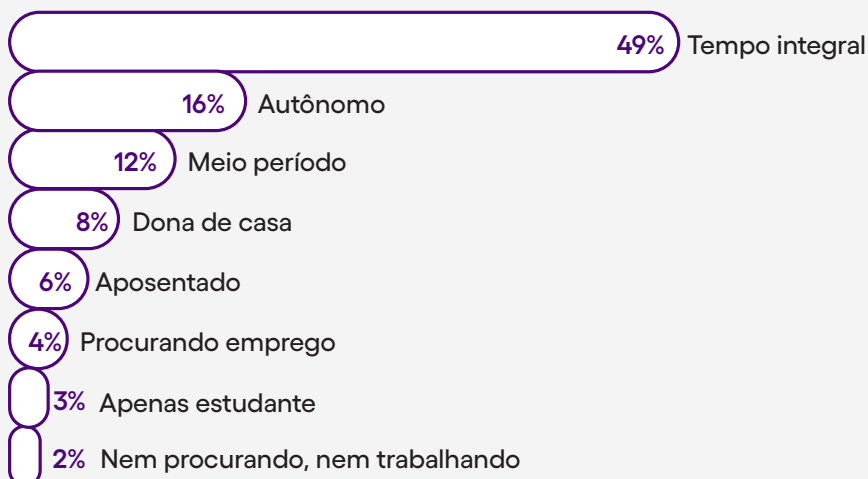 49% Tempo integral
16% Autônomo
12% Meio período
8% Dona de casa
6% Aposentado
4% Procurando emprego
3% Apenas estudante
2% Nem procurando, nem trabalhando